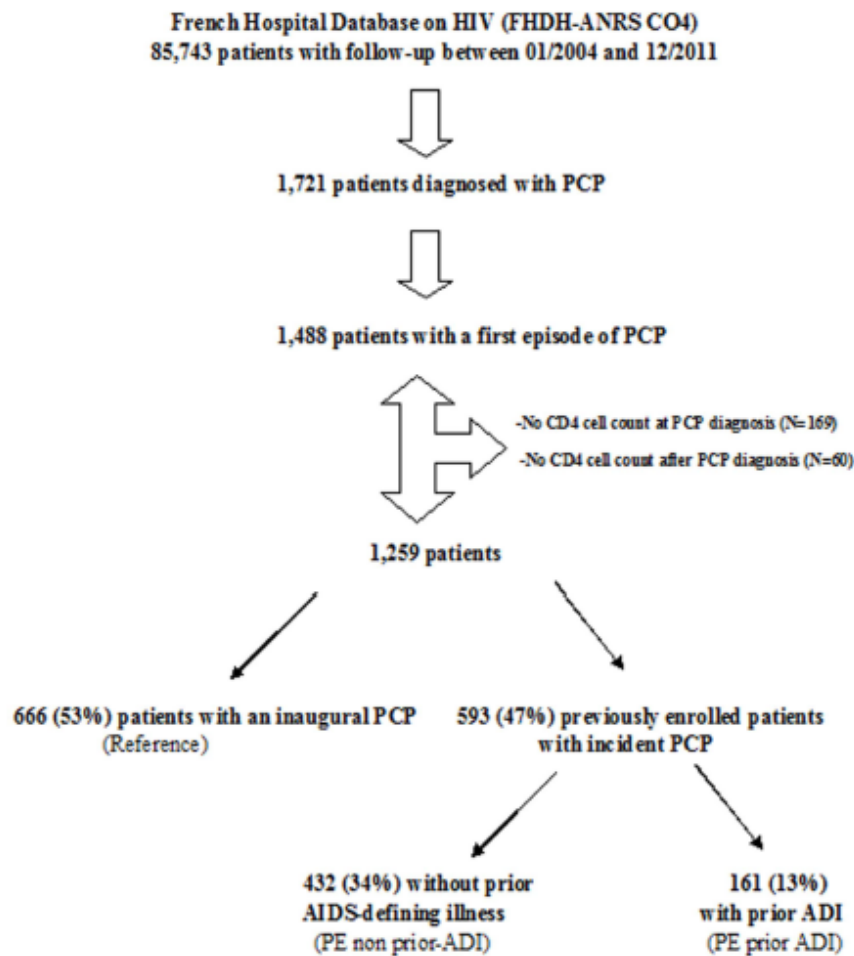 French Hospital Database on HIV (FHDH-ANRS CO4)
85,743 patients with follow-up between 01/2004 and 12/2011
1,721 patients diagnosed with PCP
1,488 patients with a first episode of PCP
-No CD4 cell count at PCP diagnosis (N=169)
-No CD4 cell count after PCP diagnosis (N=60)
1,259 patients
666 (53%) patients with an inaugural PCP
(Reference)
593 (47%) previously enrolled patients
with incident PCP
432 (34%) without prior
AIDS-defining illness
(PE non prior-ADI)
161 (13%)
with prior ADI
(PE prior ADI)